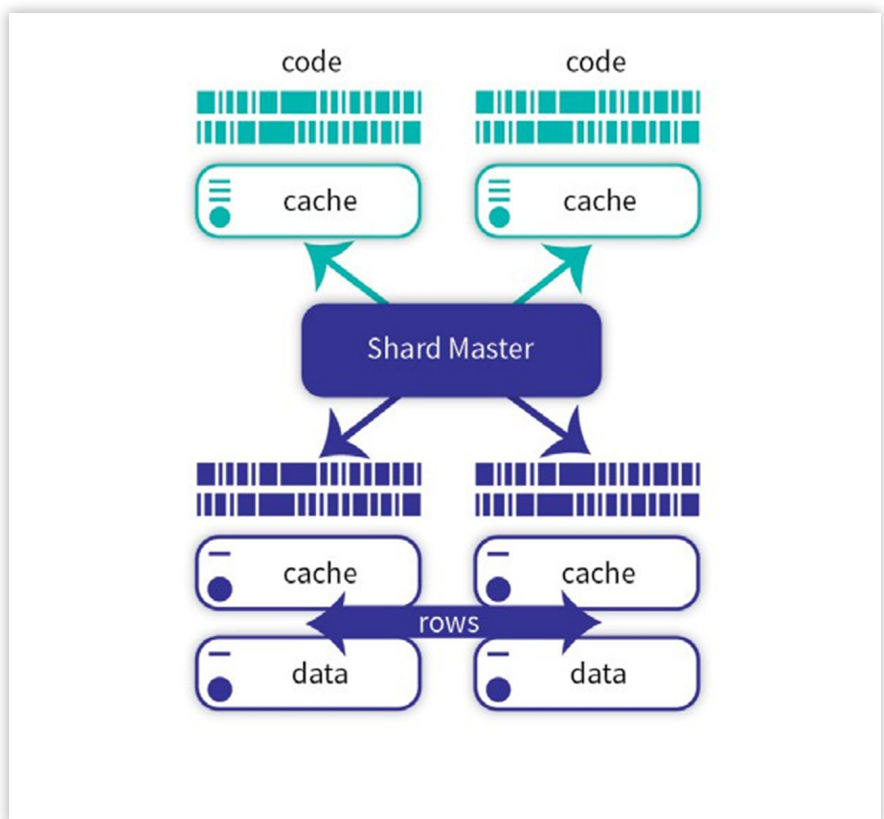 code
code
cache
cache
Shard Master
cache
cache
rows
data
data